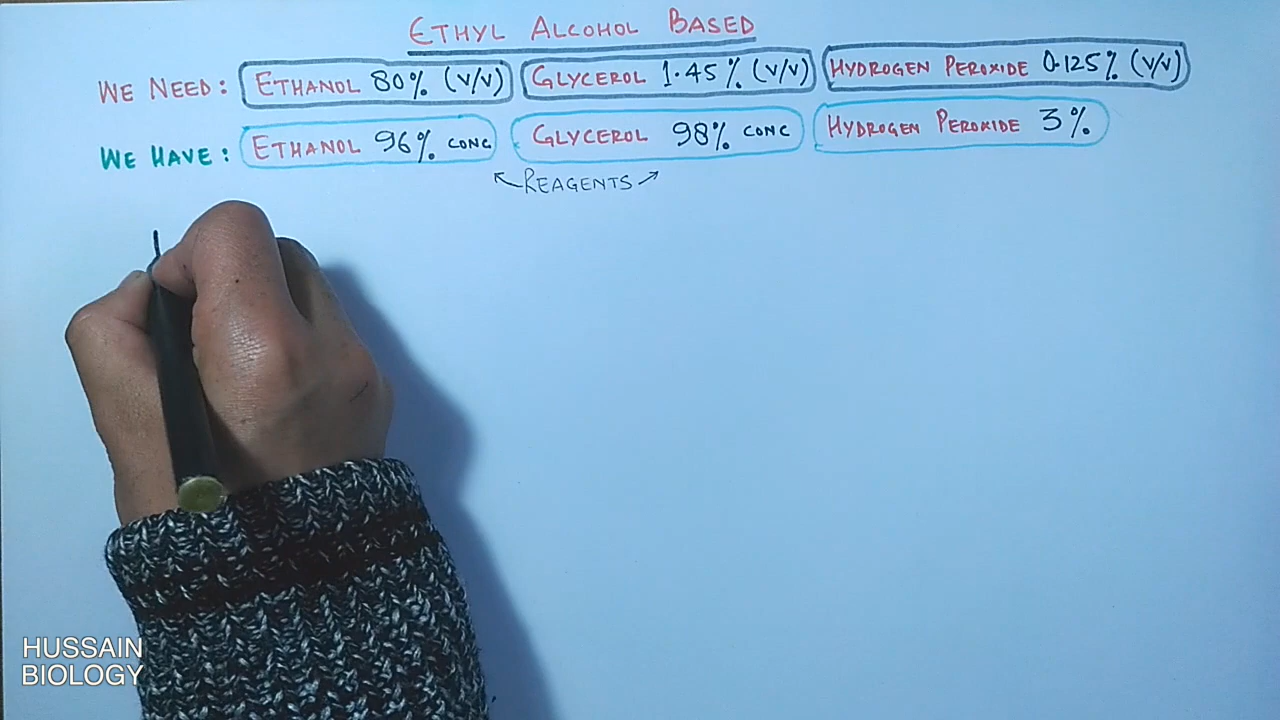 ETHYL ALCOHOL BASED
WE NEED: ETHANOL 80% (V/V) GLYCEROL 1.45% (V/V) HYDROGEN PEROXIDE 0.125% (V/V)
WE HAVE: ETHANOL 96% CONC GLYCEROL 98% CONC HYDROGEN PEROXIDE 3%
REAGENTS
HUSSAIN
BIOLOGY